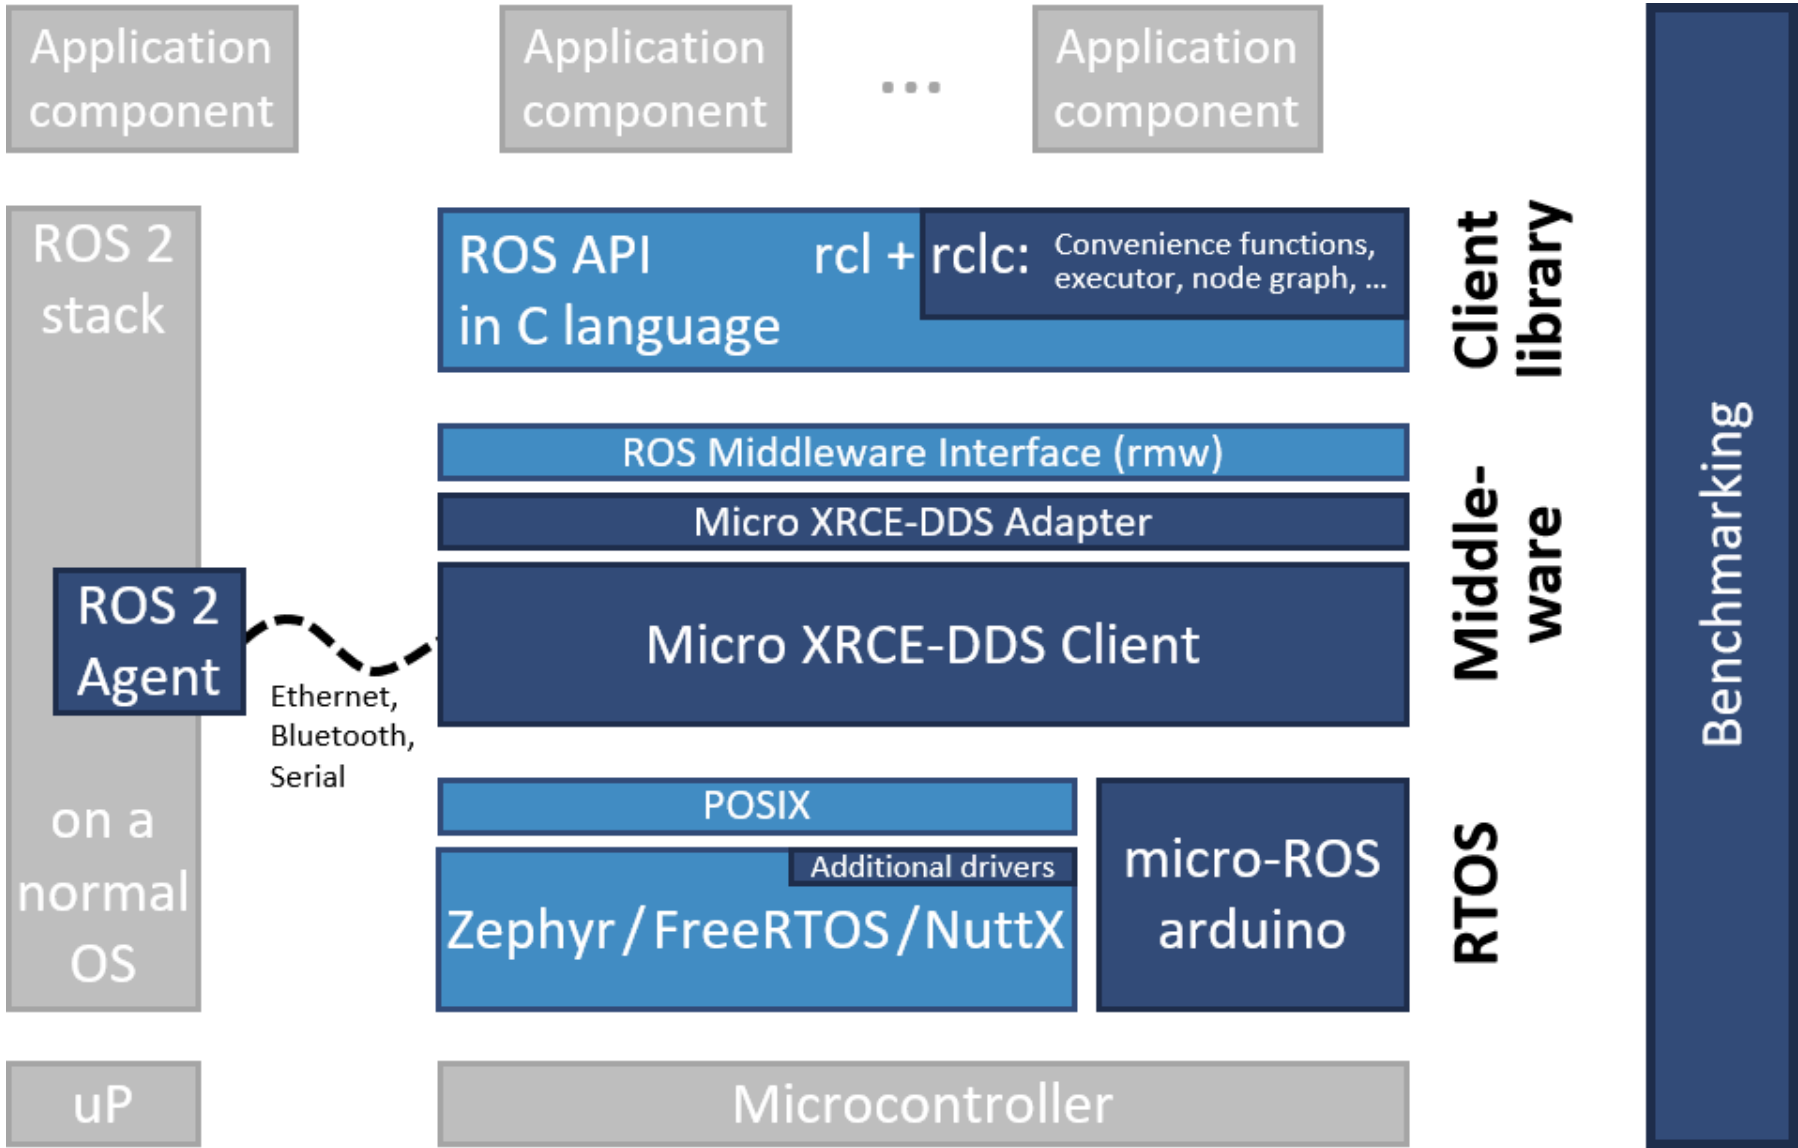 Application
component
Application
component
...
Application
component
ROS 2
stack
on a
normal
OS
ROS 2
Agent
Ethernet,
Bluetooth,
Serial
uP
ROS API
in C language
rcl + rclc:
Convenience functions,
executor, node graph, ...
ROS Middleware Interface (rmw)
Micro XRCE-DDS Adapter
Micro XRCE-DDS Client
POSIX
Additional drivers
Zephyr / FreeRTOS / NuttX
micro-ROS
arduino
Microcontroller
Client
library
Middle-
ware
RTOS
Benchmarking